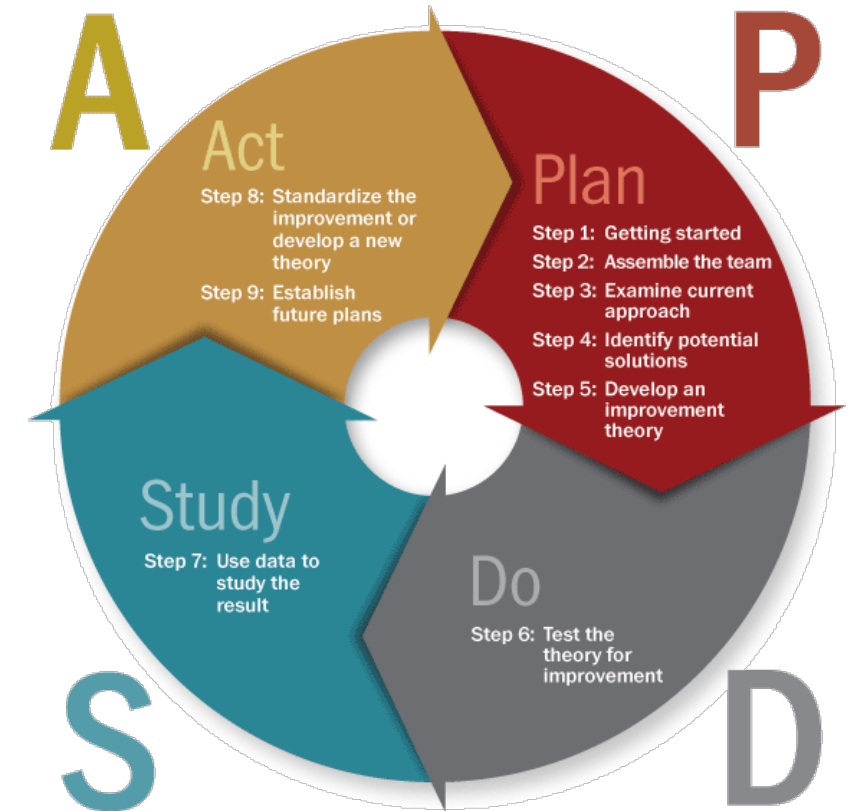 A
P
Act
Step 8: Standardize the
improvement or
develop a new
theory
Step 9: Establish
future plans
Plan
Step 1: Getting started
Step 2: Assemble the team
Step 3: Examine current
approach
Step 4: Identify potential
solutions
Step 5: Develop an
improvement
theory
Study
Step 7: Use data to
study the
result
Do
Step 6: Test the
theory for
improvement
S
D